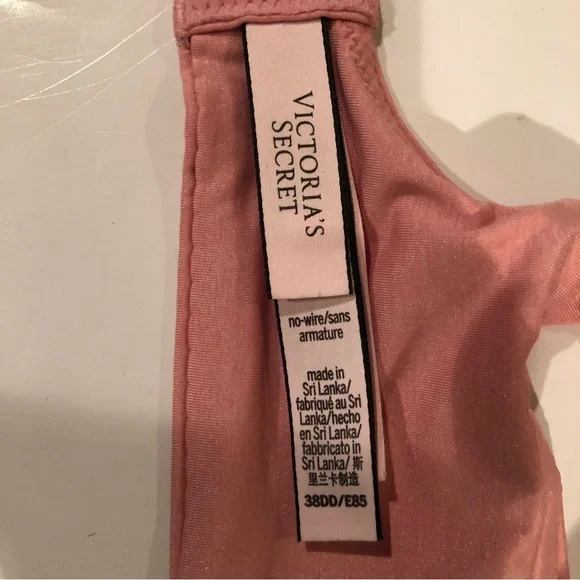 VICTORIA'S
SECRET
no-wire/sans
armature
made in
Sri Lanka/
fabriqué au Sri
Lanka/hecho
en Sri Lanka/
fabbricato in
Sri Lanka/ 斯
里兰卡制造
38DD/E85